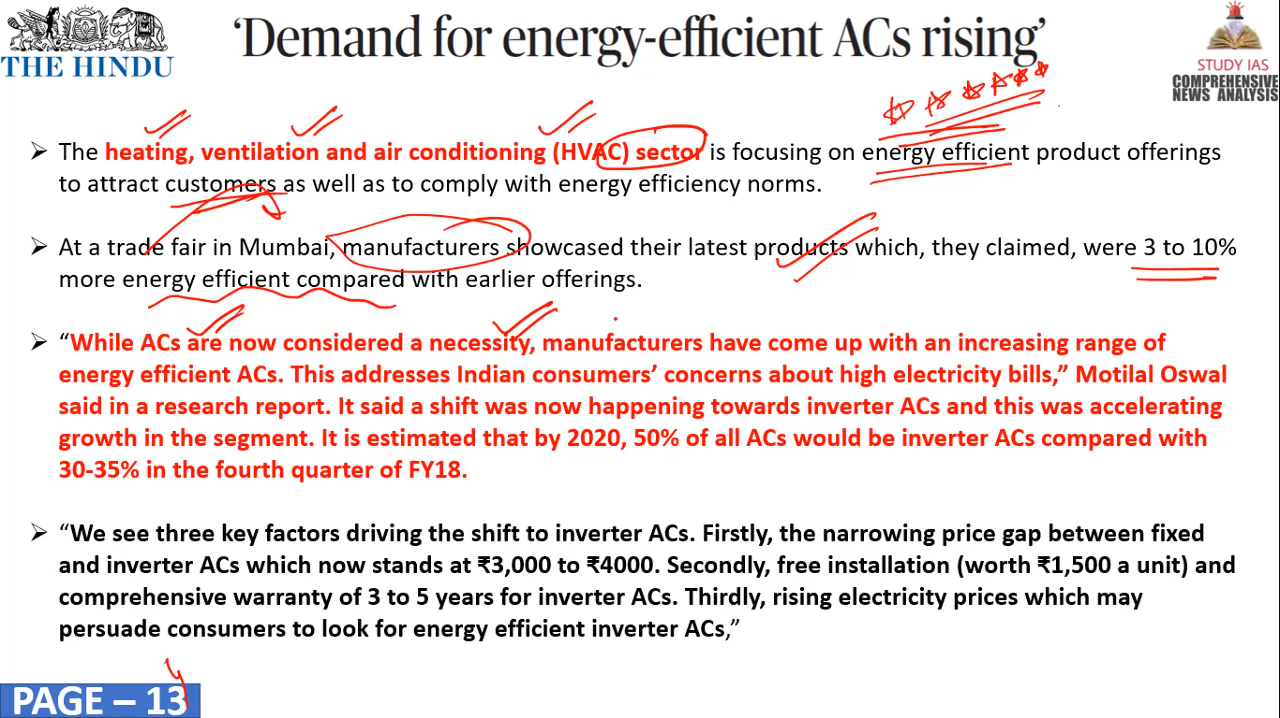 THE HINDU
‘Demand for energy-efficient ACs rising’
STUDY IAS
COMPREHENSIVE
NEWS ANALYSIS
➢ The heating, ventilation and air conditioning (HVAC) sector is focusing on energy efficient product offerings
to attract customers as well as to comply with energy efficiency norms.
➢ At a trade fair in Mumbai, manufacturers showcased their latest products which, they claimed, were 3 to 10%
more energy efficient compared with earlier offerings.
➢ “While ACs are now considered a necessity, manufacturers have come up with an increasing range of
energy efficient ACs. This addresses Indian consumers’ concerns about high electricity bills,” Motilal Oswal
said in a research report. It said a shift was now happening towards inverter ACs and this was accelerating
growth in the segment. It is estimated that by 2020, 50% of all ACs would be inverter ACs compared with
30-35% in the fourth quarter of FY18.
➢ “We see three key factors driving the shift to inverter ACs. Firstly, the narrowing price gap between fixed
and inverter ACs which now stands at ₹3,000 to ₹4000. Secondly, free installation (worth ₹1,500 a unit) and
comprehensive warranty of 3 to 5 years for inverter ACs. Thirdly, rising electricity prices which may
persuade consumers to look for energy efficient inverter ACs,”
PAGE – 13